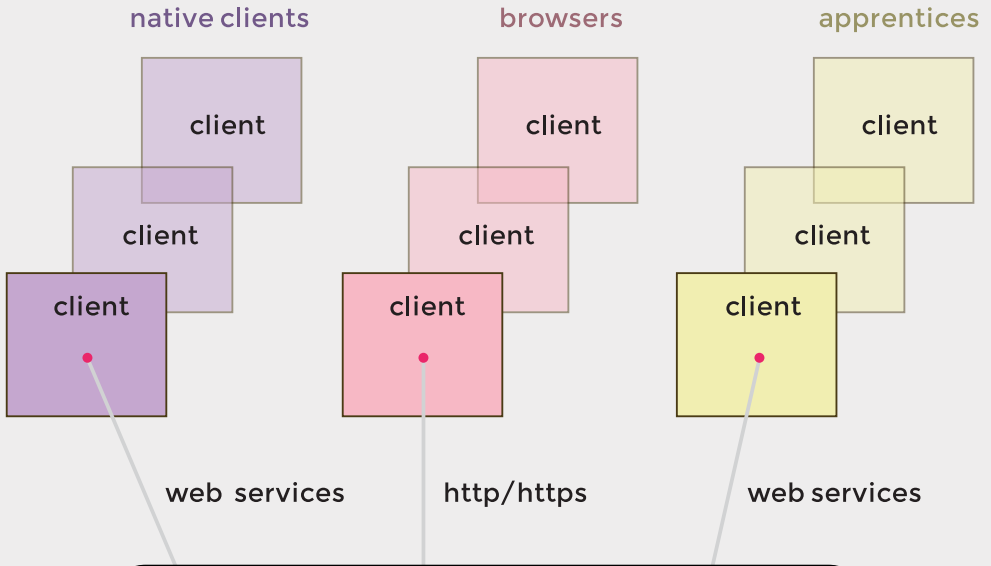 native clients
browsers
apprentices
client
client
client
client
client
client
client
client
client
web services
http/https
web services